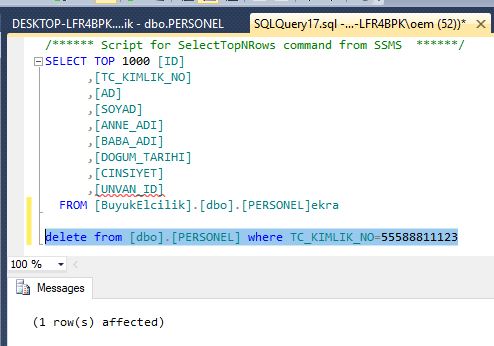 DESKTOP-LFR4BPK....ik - dbo.PERSONEL SQLQuery17.sql -...-LFR4BPK\oem (52))*
/****** Script for SelectTopNRows command from SSMS  ******/
SELECT TOP 1000 [ID]
,[TC_KIMLIK_NO]
,[AD]
,[SOYAD]
,[ANNE_ADI]
,[BABA_ADI]
,[DOGUM_TARIHI]
,[CINSIYET]
,[UNVAN_ID]
FROM [BuyukElcilik].[dbo].[PERSONEL]ekra
delete from [dbo].[PERSONEL] where TC_KIMLIK_NO=55588811123
100 %
Messages
(1 row(s) affected)